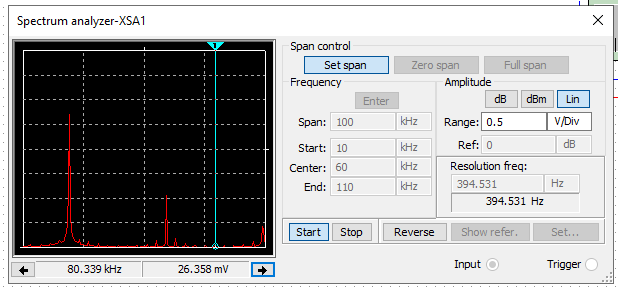 Spectrum analyzer-XSA1
1
Span control
Set span Zero span Full span
Frequency
Enter
Span: 100 kHz
Start: 10 kHz
Center: 60 kHz
End: 110 kHz
Amplitude
dB dBm Lin
Range: 0.5 V/Div
Ref: 0 dB
Resolution freq:
394.531 Hz
394.531 Hz
Start Stop Reverse Show refer. Set...
80.339 kHz 26.358 mV
Input Trigger